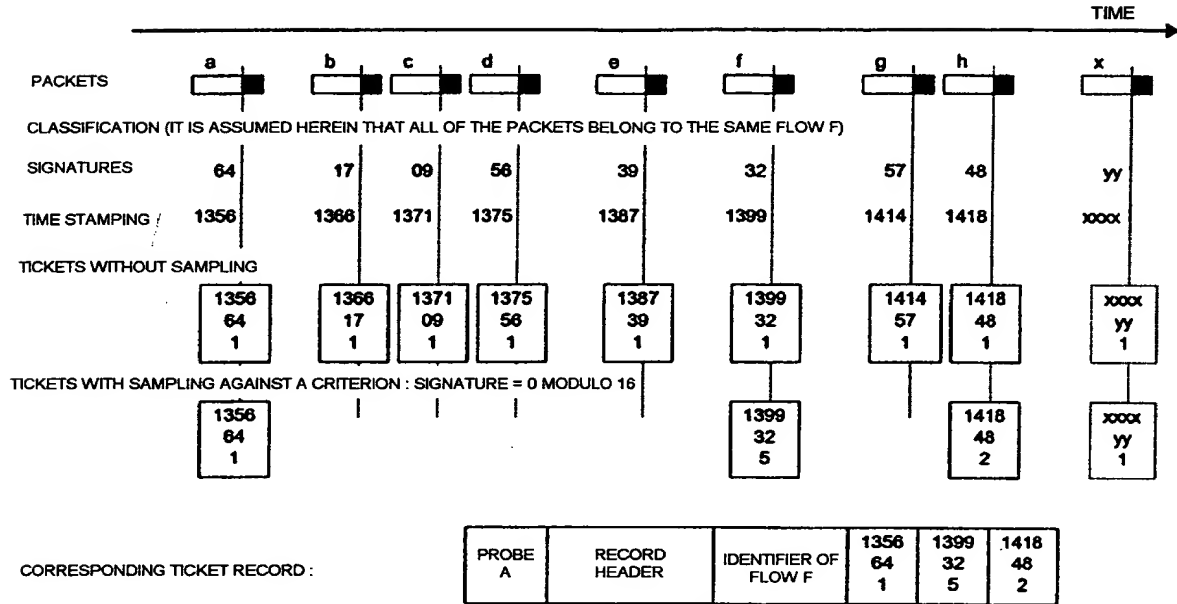 TIME
a b c d e f g h x
PACKETS
CLASSIFICATION (IT IS ASSUMED HEREIN THAT ALL OF THE PACKETS BELONG TO THE SAME FLOW F)
SIGNATURES 64 17 09 56 39 32 57 48 yy
TIME STAMPING 1356 1366 1371 1375 1387 1399 1414 1418 xxxx
TICKETS WITHOUT SAMPLING
1356 1366 1371 1375 1387 1399 1414 1418 xxxx
64 17 09 56 39 32 57 48 yy
1 1 1 1 1 1 1 1 1
TICKETS WITH SAMPLING AGAINST A CRITERION : SIGNATURE = 0 MODULO 16
1356 1399 1418 xxxx
64 32 48 yy
1 5 2 1
CORRESPONDING TICKET RECORD :
PROBE A
RECORD HEADER
IDENTIFIER OF FLOW F
1356 1399 1418
64 32 48
1 5 2